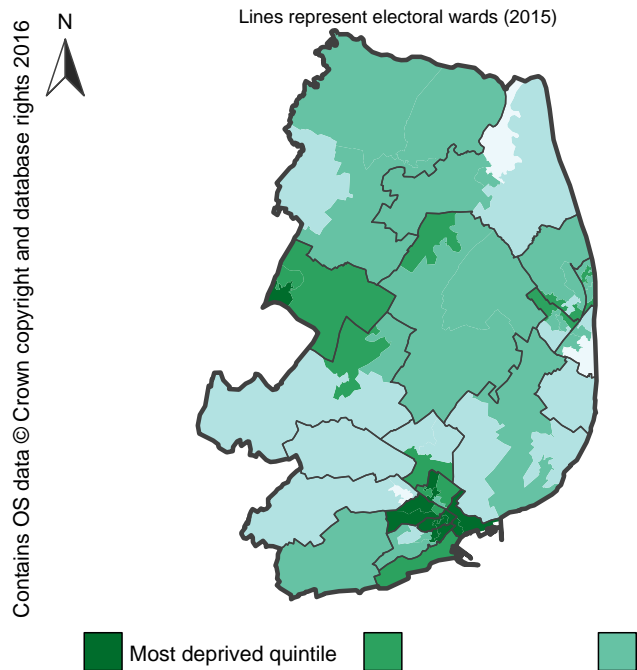 Lines represent electoral wards (2015)
N
Contains OS data © Crown copyright and database rights 2016
Most deprived quintile